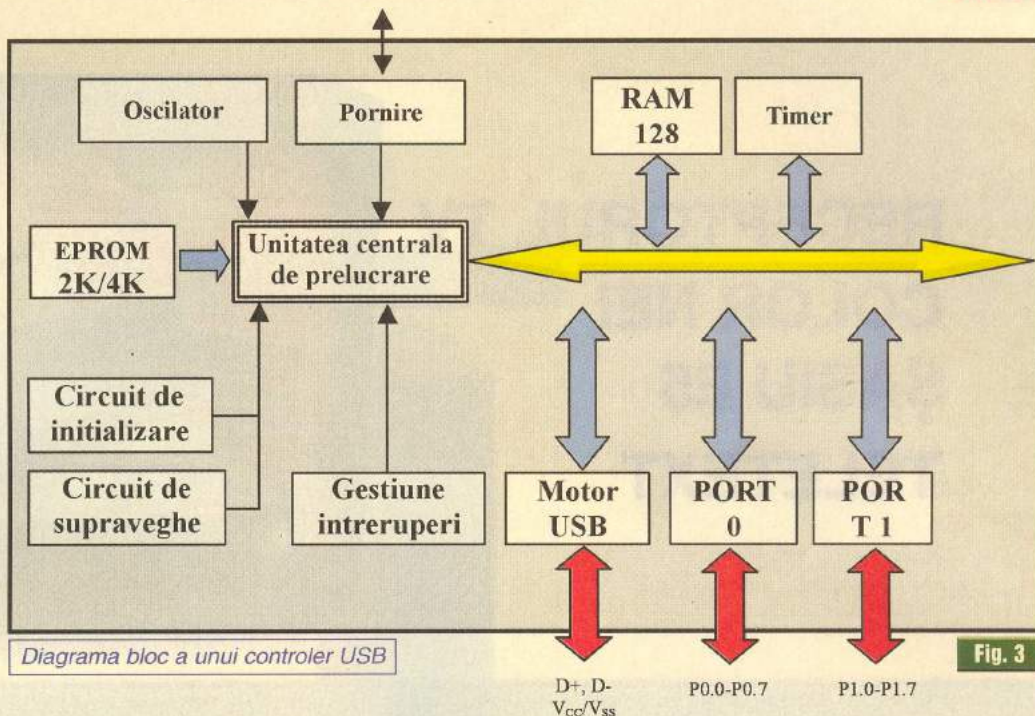 Oscilator
Pornire
RAM
128
Timer
EPROM
2K/4K
Unitatea centrala
de prelucrare
Circuit de
initializare
Circuit de
supraveghe
Gestiune
intreruperi
Motor
USB
PORT
0
POR
T 1
Diagrama bloc a unui controler USB
Fig. 3
D+, D-
VCC/VSS
P0.0-P0.7
P1.0-P1.7